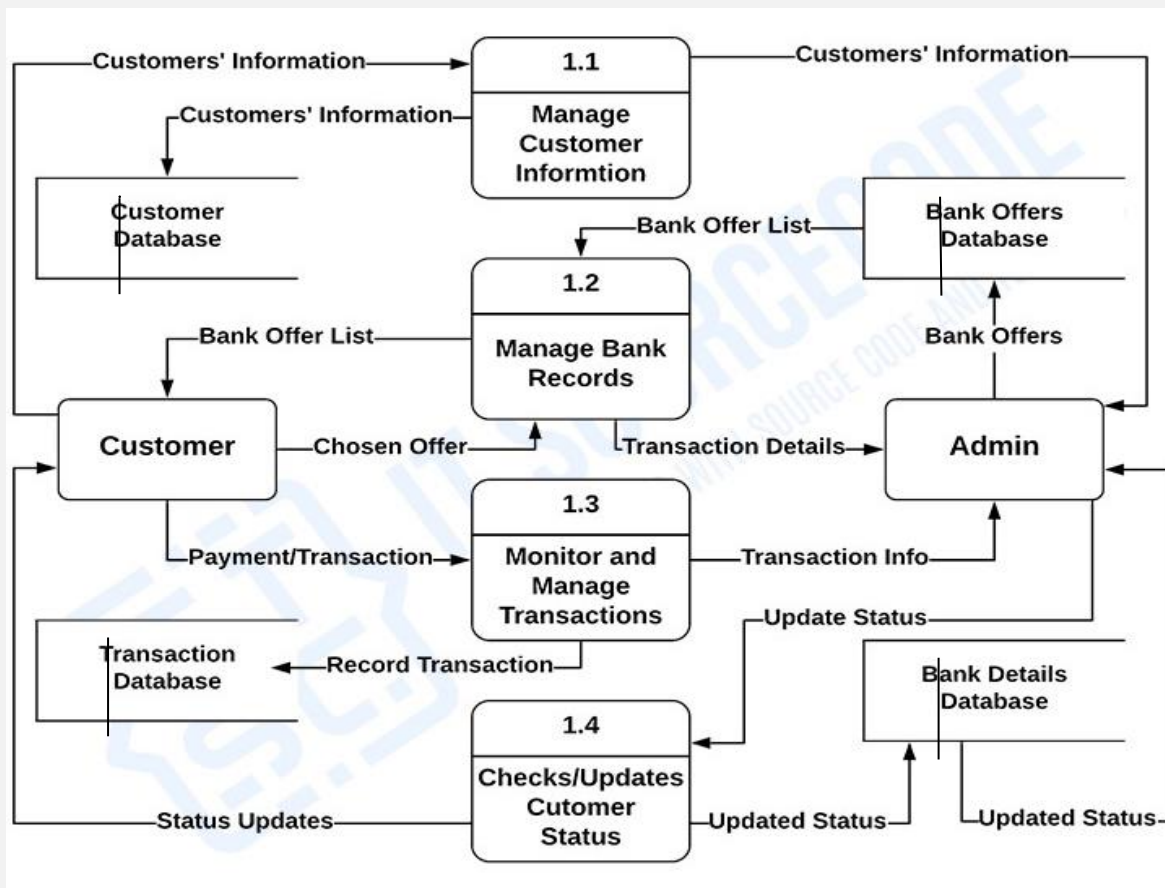 Customers' Information
1.1
Customers' Information
Customers' Information
Manage
Customer
Informtion
Customer
Database
Bank Offer List
Bank Offers
Database
1.2
Bank Offer List
Manage Bank
Records
Bank Offers
Customer
Chosen Offer
Transaction Details
Admin
1.3
Payment/Transaction
Monitor and
Manage
Transactions
Transaction Info
Update Status
Transaction
Database
Record Transaction
Bank Details
Database
1.4
Checks/Updates
Cutomer
Status
Status Updates
Updated Status
Updated Status
IT SOURCECODE